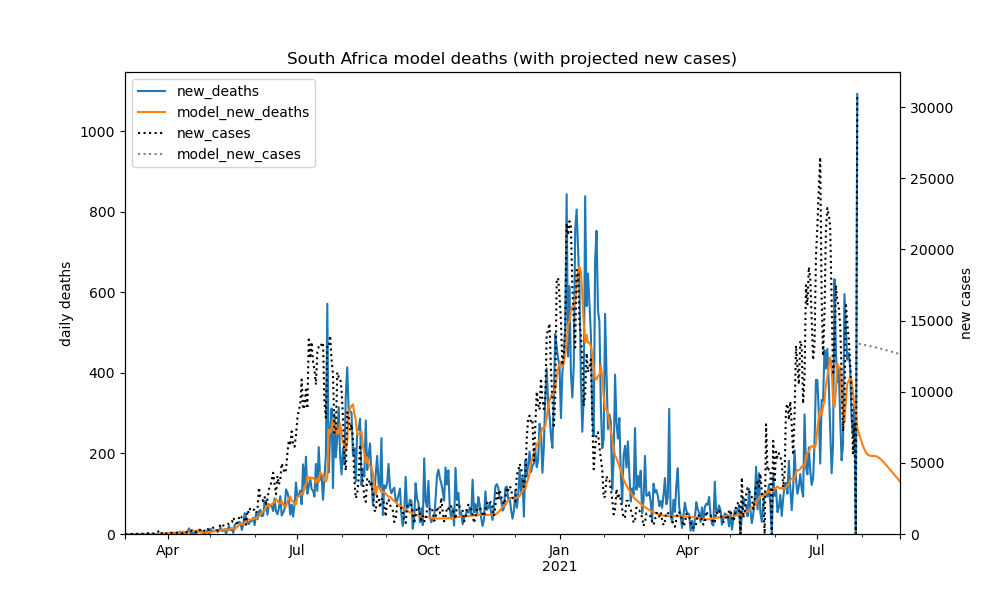 South Africa model deaths (with projected new cases)
new_deaths
model_new_deaths
new_cases
model_new_cases
daily deaths
0
200
400
600
800
1000
new cases
0
5000
10000
15000
20000
25000
30000
Apr
Jul
Oct
Jan
2021
Apr
Jul